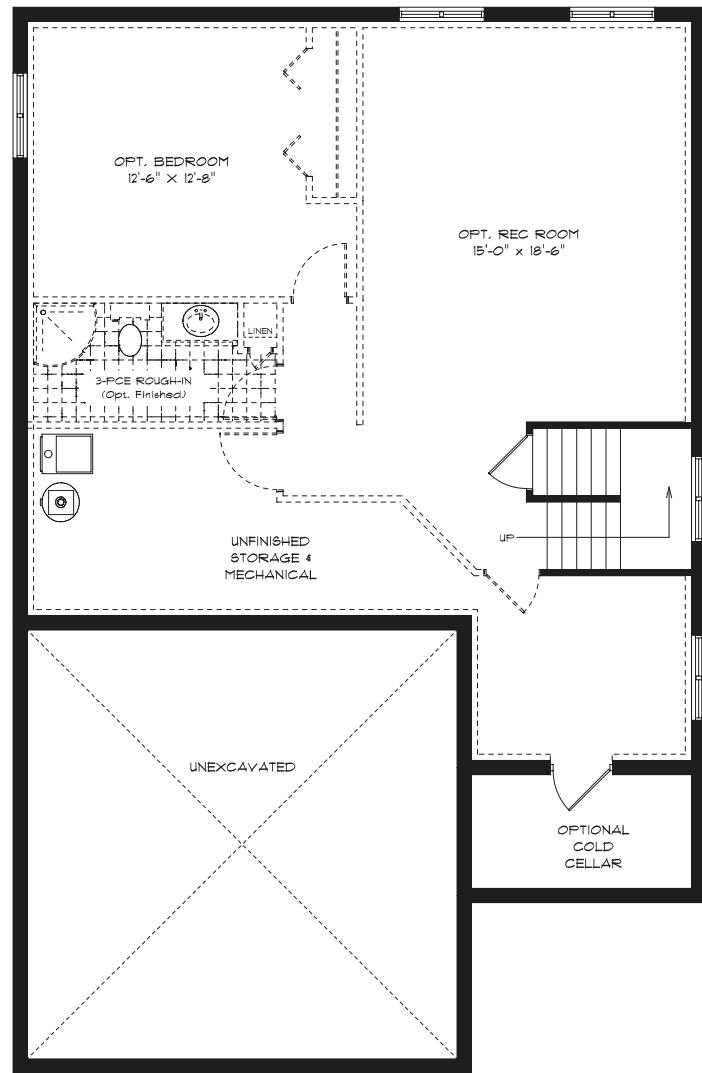 OPT. BEDROOM
12'-6" X 12'-8"
OPT. REC ROOM
15'-0" x 18'-6"
LINEN
3-PCE ROUGH-IN
(Opt. Finished)
UNFINISHED
STORAGE &
MECHANICAL
UP
UNEXCAVATED
OPTIONAL
COLD
CELLAR